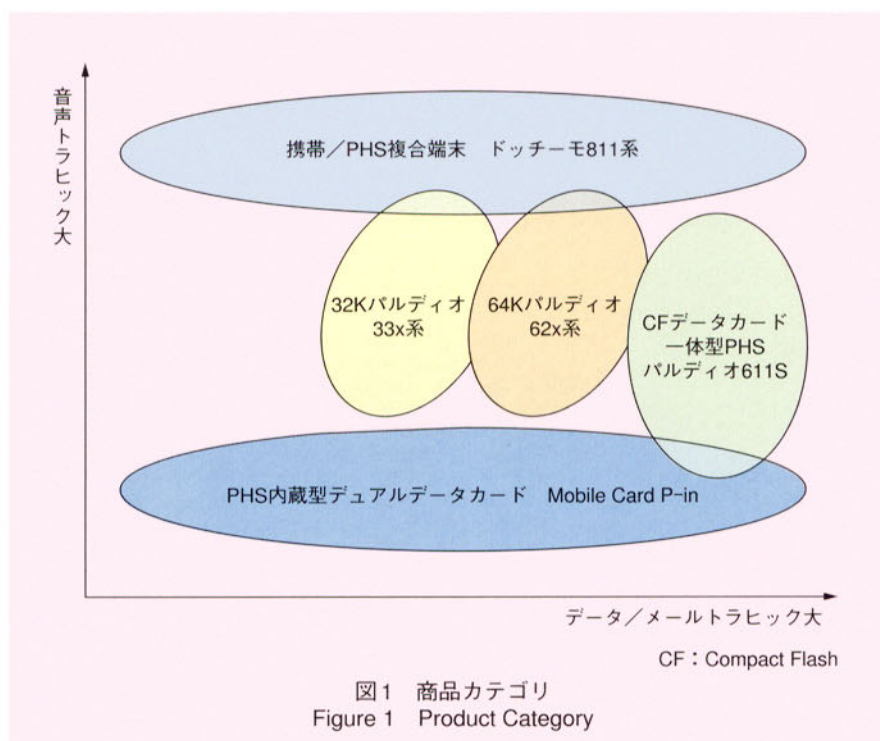 音声トラヒック大
携帯／PHS複合端末　ドッチーモ811系
32Kパルディオ
33x系
64Kパルディオ
62x系
CFデータカード
一体型PHS
パルディオ611S
PHS内蔵型デュアルデータカード　Mobile Card P-in
データ／メールトラヒック大
CF：Compact Flash
図1　商品カテゴリ
Figure 1　Product Category